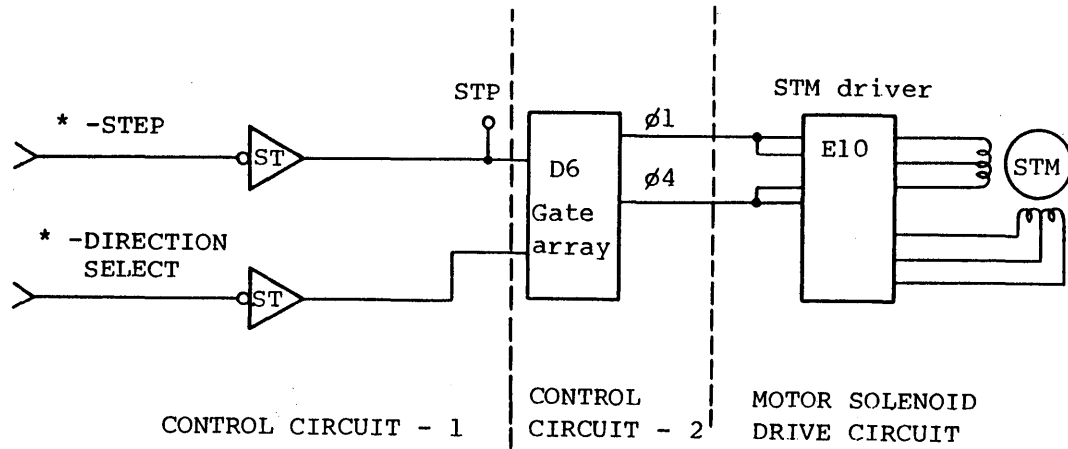 * -STEP
ST
* -DIRECTION
SELECT
ST
STP
D6
Gate
array
ø1
ø4
STM driver
E10
STM
CONTROL CIRCUIT - 1
CONTROL
CIRCUIT - 2
MOTOR SOLENOID
DRIVE CIRCUIT